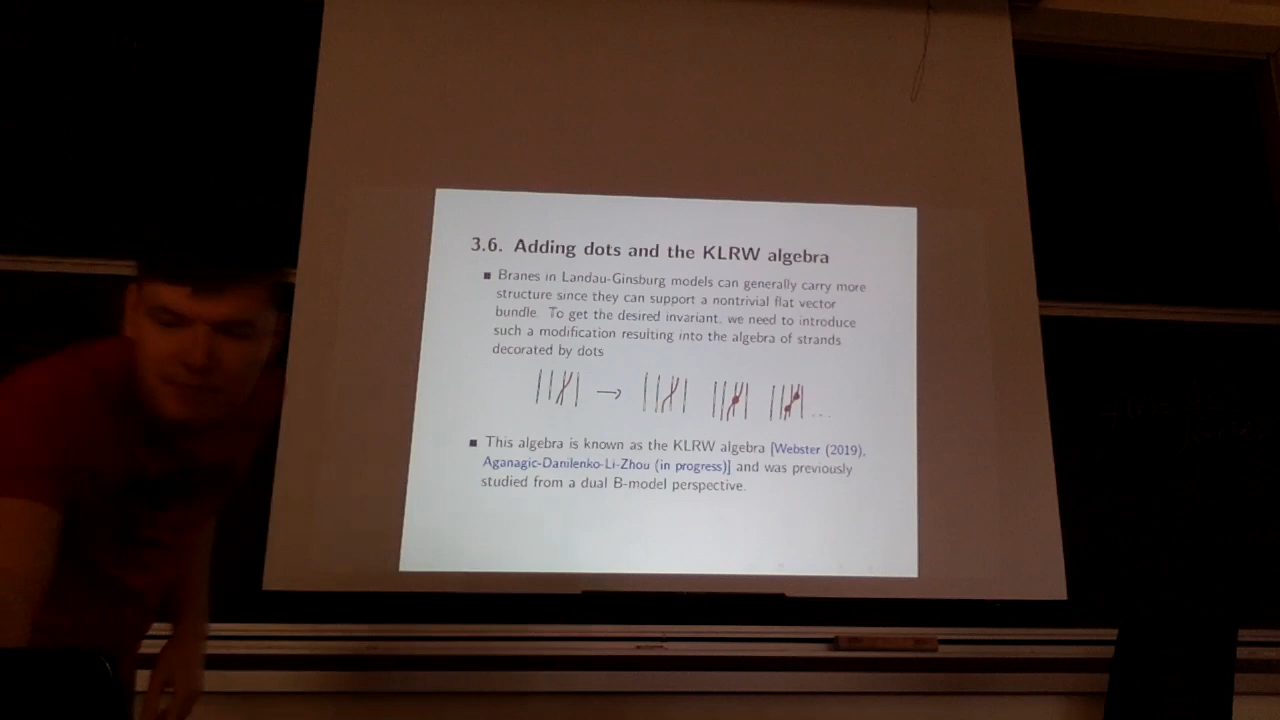 3.6. Adding dots and the KLRW algebra
Branes in Landau-Ginsburg models can generally carry more
structure since they can support a nontrivial flat vector
bundle. To get the desired invariant, we need to introduce
such a modification resulting into the algebra of strands
decorated by dots
This algebra is known as the KLRW algebra [Webster (2019),
Aganagic-Danilenko-Li-Zhou (in progress)] and was previously
studied from a dual B-model perspective.